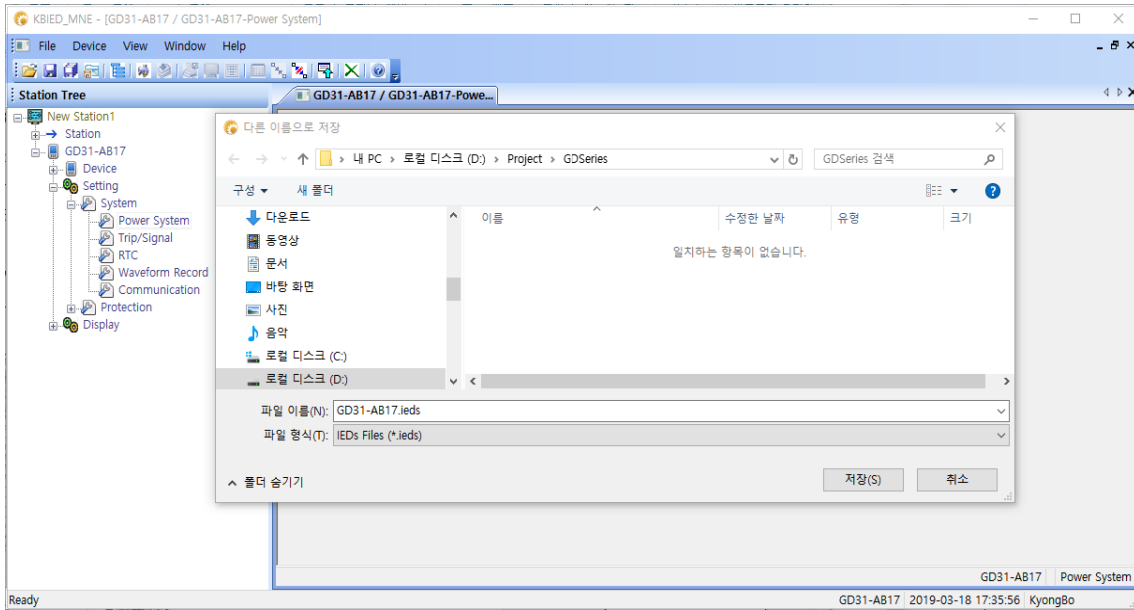 KBIED_MNE - [GD31-AB17 / GD31-AB17-Power System]
File Device View Window Help
Station Tree
GD31-AB17 / GD31-AB17-Powe...
New Station1
Station
GD31-AB17
Device
Setting
System
Power System
Trip/Signal
RTC
Waveform Record
Communication
Protection
Display
다른 이름으로 저장
내 PC > 로컬 디스크 (D:) > Project > GDSeries
GDSeries 검색
구성 새 폴더
이름 수정한 날짜 유형 크기
일치하는 항목이 없습니다.
다운로드
동영상
문서
바탕 화면
사진
음악
로컬 디스크 (C:)
로컬 디스크 (D:)
파일 이름(N): GD31-AB17.ieds
파일 형식(T): IEDs Files (*.ieds)
폴더 숨기기
저장(S) 취소
GD31-AB17 Power System
Ready GD31-AB17 2019-03-18 17:35:56 KyongBo